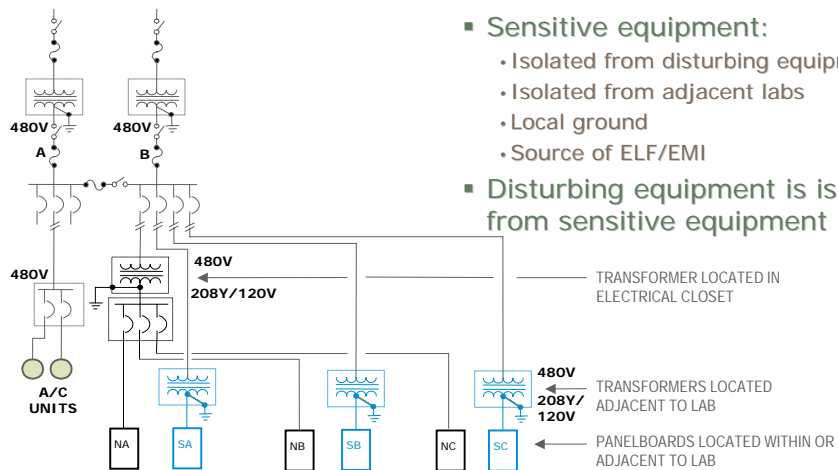 ▪ Sensitive equipment:
• Isolated from disturbing equip
• Isolated from adjacent labs
• Local ground
• Source of ELF/EMI
▪ Disturbing equipment is is
from sensitive equipment
480V
480V
A
B
480V
480V
208Y/120V
TRANSFORMER LOCATED IN
ELECTRICAL CLOSET
A/C
UNITS
480V
208Y/
120V
TRANSFORMERS LOCATED
ADJACENT TO LAB
NA
SA
NB
SB
NC
SC
PANELBOARDS LOCATED WITHIN OR
ADJACENT TO LAB